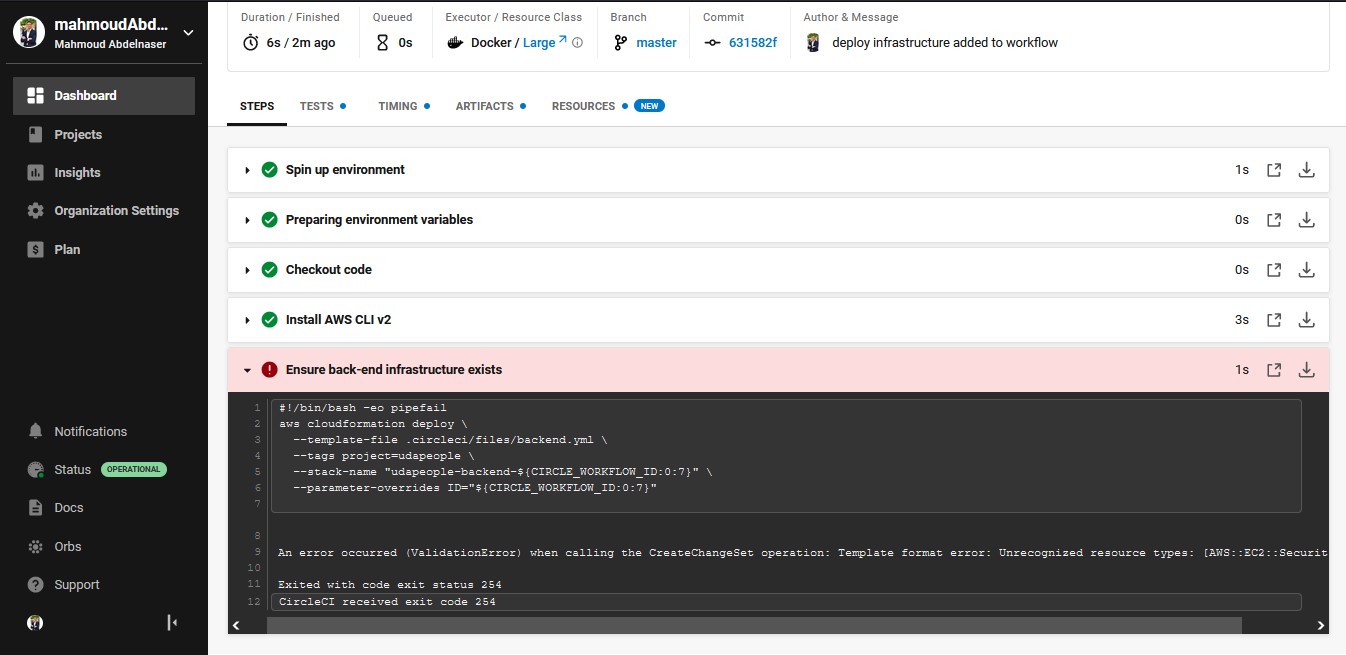 mahmoudAbd...
Mahmoud Abdelnaser
Dashboard
Projects
Insights
Organization Settings
Plan
Notifications
Status OPERATIONAL
Docs
Orbs
Support
Duration / Finished
6s / 2m ago
Queued
0s
Executor / Resource Class
Docker / Large
Branch
master
Commit
631582f
Author & Message
deploy infrastructure added to workflow
STEPS TESTS TIMING ARTIFACTS RESOURCES NEW
Spin up environment 1s
Preparing environment variables 0s
Checkout code 0s
Install AWS CLI v2 3s
Ensure back-end infrastructure exists 1s
1 #!/bin/bash -eo pipefail
2 aws cloudformation deploy \
3 --template-file .circleci/files/backend.yml \
4 --tags project=udapeople \
5 --stack-name "udapeople-backend-${CIRCLE_WORKFLOW_ID:0:7}" \
6 --parameter-overrides ID="${CIRCLE_WORKFLOW_ID:0:7}"
7
8
9 An error occurred (ValidationError) when calling the CreateChangeSet operation: Template format error: Unrecognized resource types: [AWS::EC2::Securit
10
11 Exited with code exit status 254
12 CircleCI received exit code 254